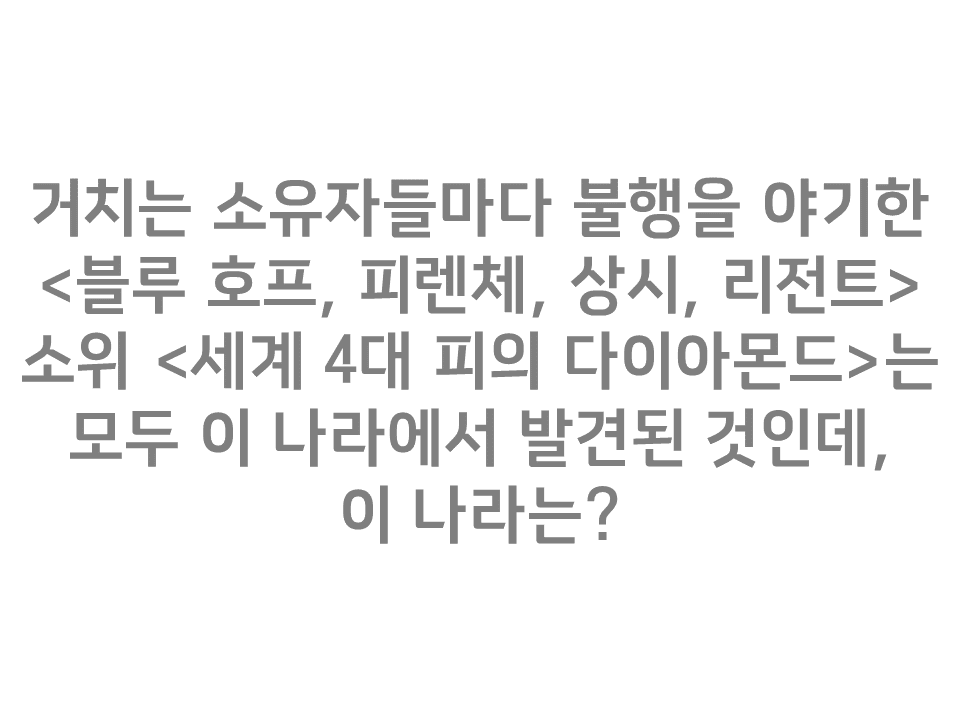 거치는 소유자들마다 불행을 야기한
<블루 호프, 피렌체, 상시, 리전트>
소위 <세계 4대 피의 다이아몬드>는
모두 이 나라에서 발견된 것인데,
이 나라는?